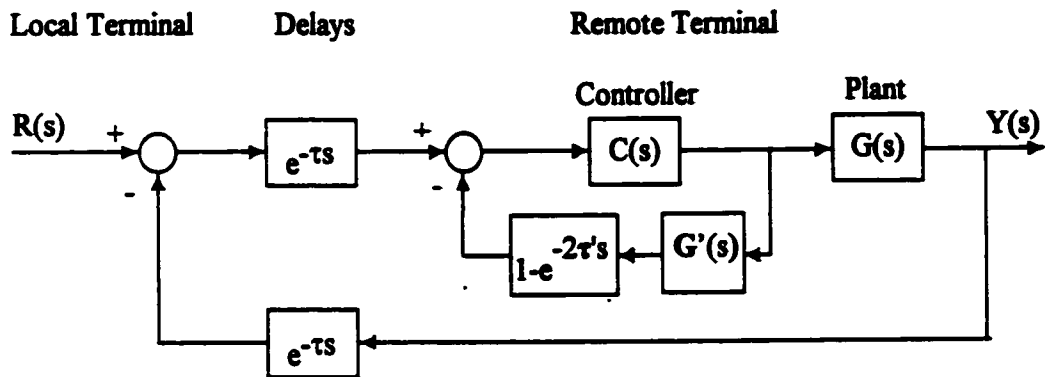 Local Terminal Delays Remote Terminal
Controller Plant
R(s) + + Y(s)
e-τs C(s) G(s)
- -
1-e-2τ's G'(s)
e-τs